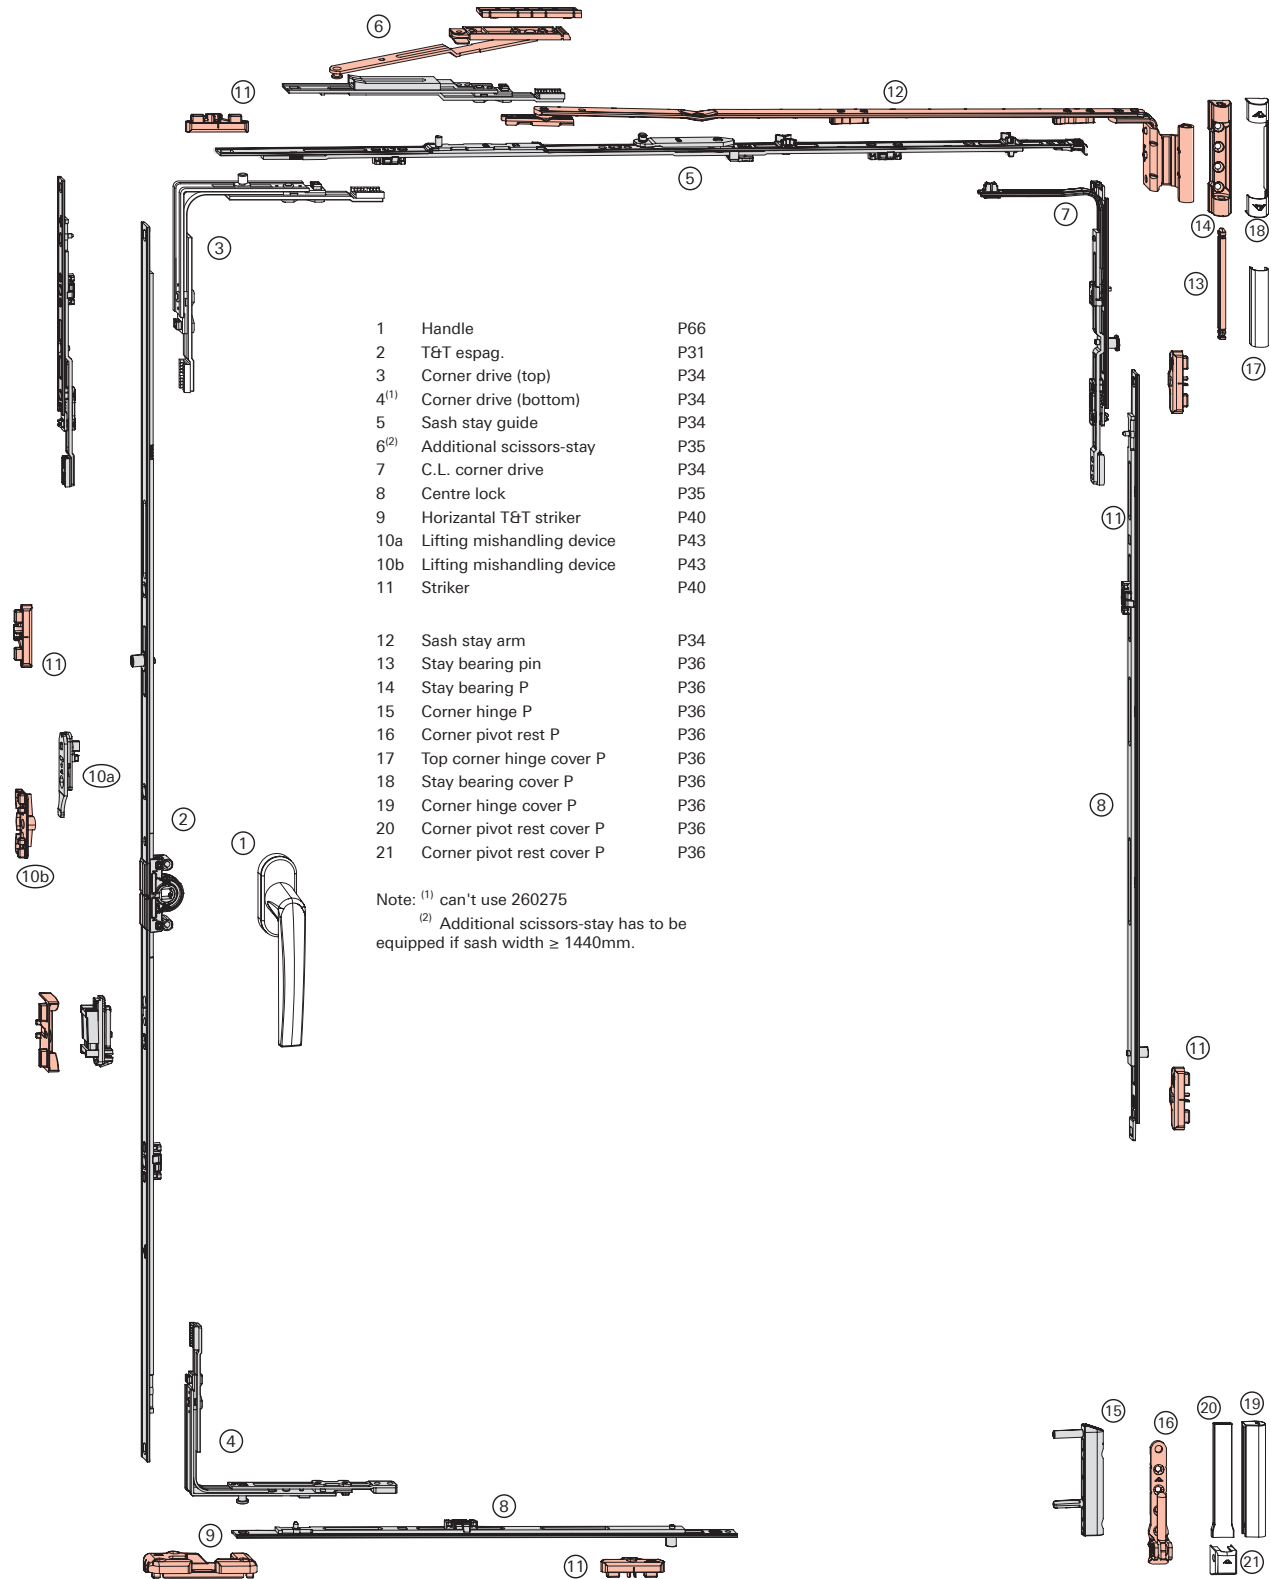 6
11
12
5
3
7
14
18
13
17
1 Handle P66
2 T&T espag. P31
3 Corner drive (top) P34
4(1) Corner drive (bottom) P34
5 Sash stay guide P34
6(2) Additional scissors-stay P35
7 C.L. corner drive P34
8 Centre lock P35
9 Horizantal T&T striker P40
10a Lifting mishandling device P43
10b Lifting mishandling device P43
11 Striker P40
12 Sash stay arm P34
13 Stay bearing pin P36
14 Stay bearing P P36
15 Corner hinge P P36
16 Corner pivot rest P P36
17 Top corner hinge cover P P36
18 Stay bearing cover P P36
19 Corner hinge cover P P36
20 Corner pivot rest cover P P36
21 Corner pivot rest cover P P36
Note: (1) can't use 260275
(2) Additional scissors-stay has to be
equipped if sash width ≥ 1440mm.
11
11
10a
8
2
1
10b
11
15
20
19
16
4
8
9
11
21